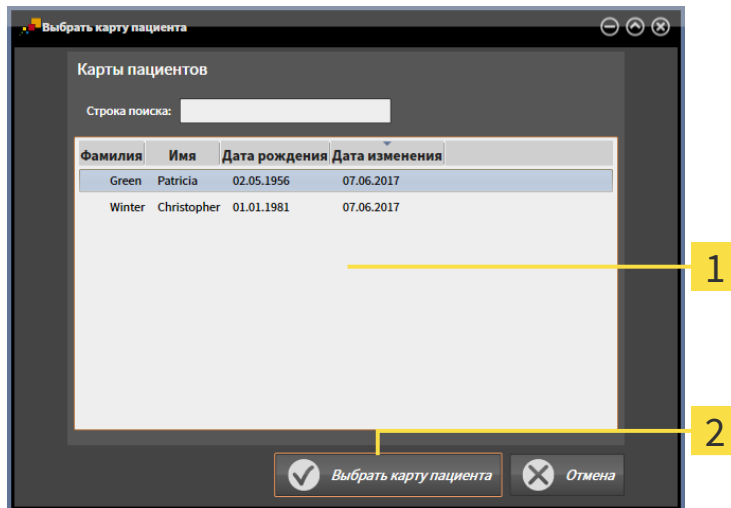 Выбрать карту пациента
Карты пациентов
Строка поиска:
Фамилия Имя Дата рождения Дата изменения
Green Patricia 02.05.1956 07.06.2017
Winter Christopher 01.01.1981 07.06.2017
1
2
Выбрать карту пациента Отмена